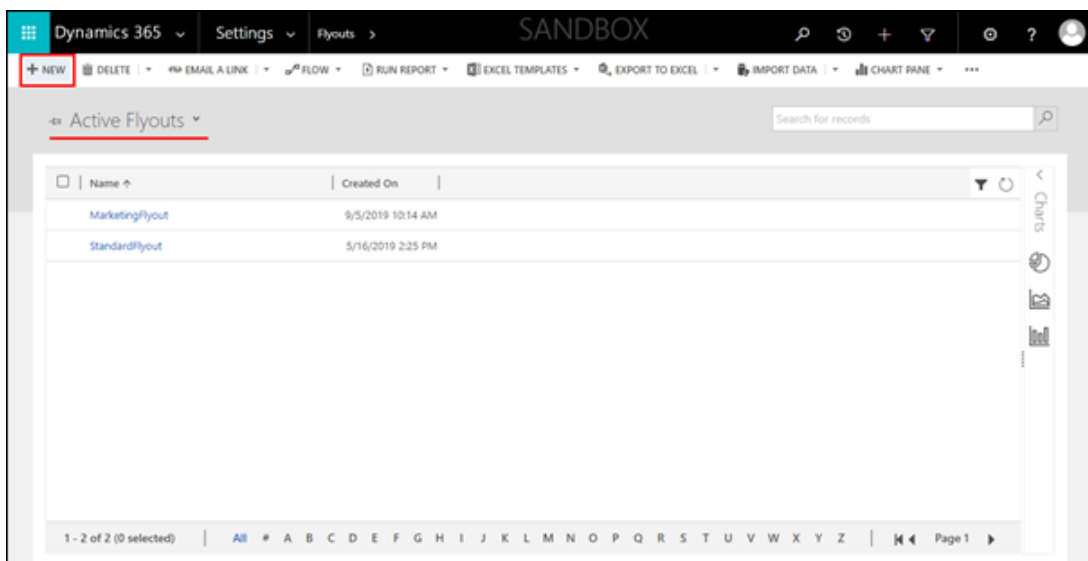 Dynamics 365 Settings Flyouts SANDBOX
NEW DELETE EMAIL A LINK FLOW RUN REPORT EXCEL TEMPLATES EXPORT TO EXCEL IMPORT DATA CHART PANE
Active Flyouts
Search for records
Name Created On
Charts
MarketingFlyout 9/5/2019 10:14 AM
StandardFlyout 5/16/2019 2:25 PM
1 - 2 of 2 (0 selected) All # A B C D E F G H I J K L M N O P Q R S T U V W X Y Z Page 1